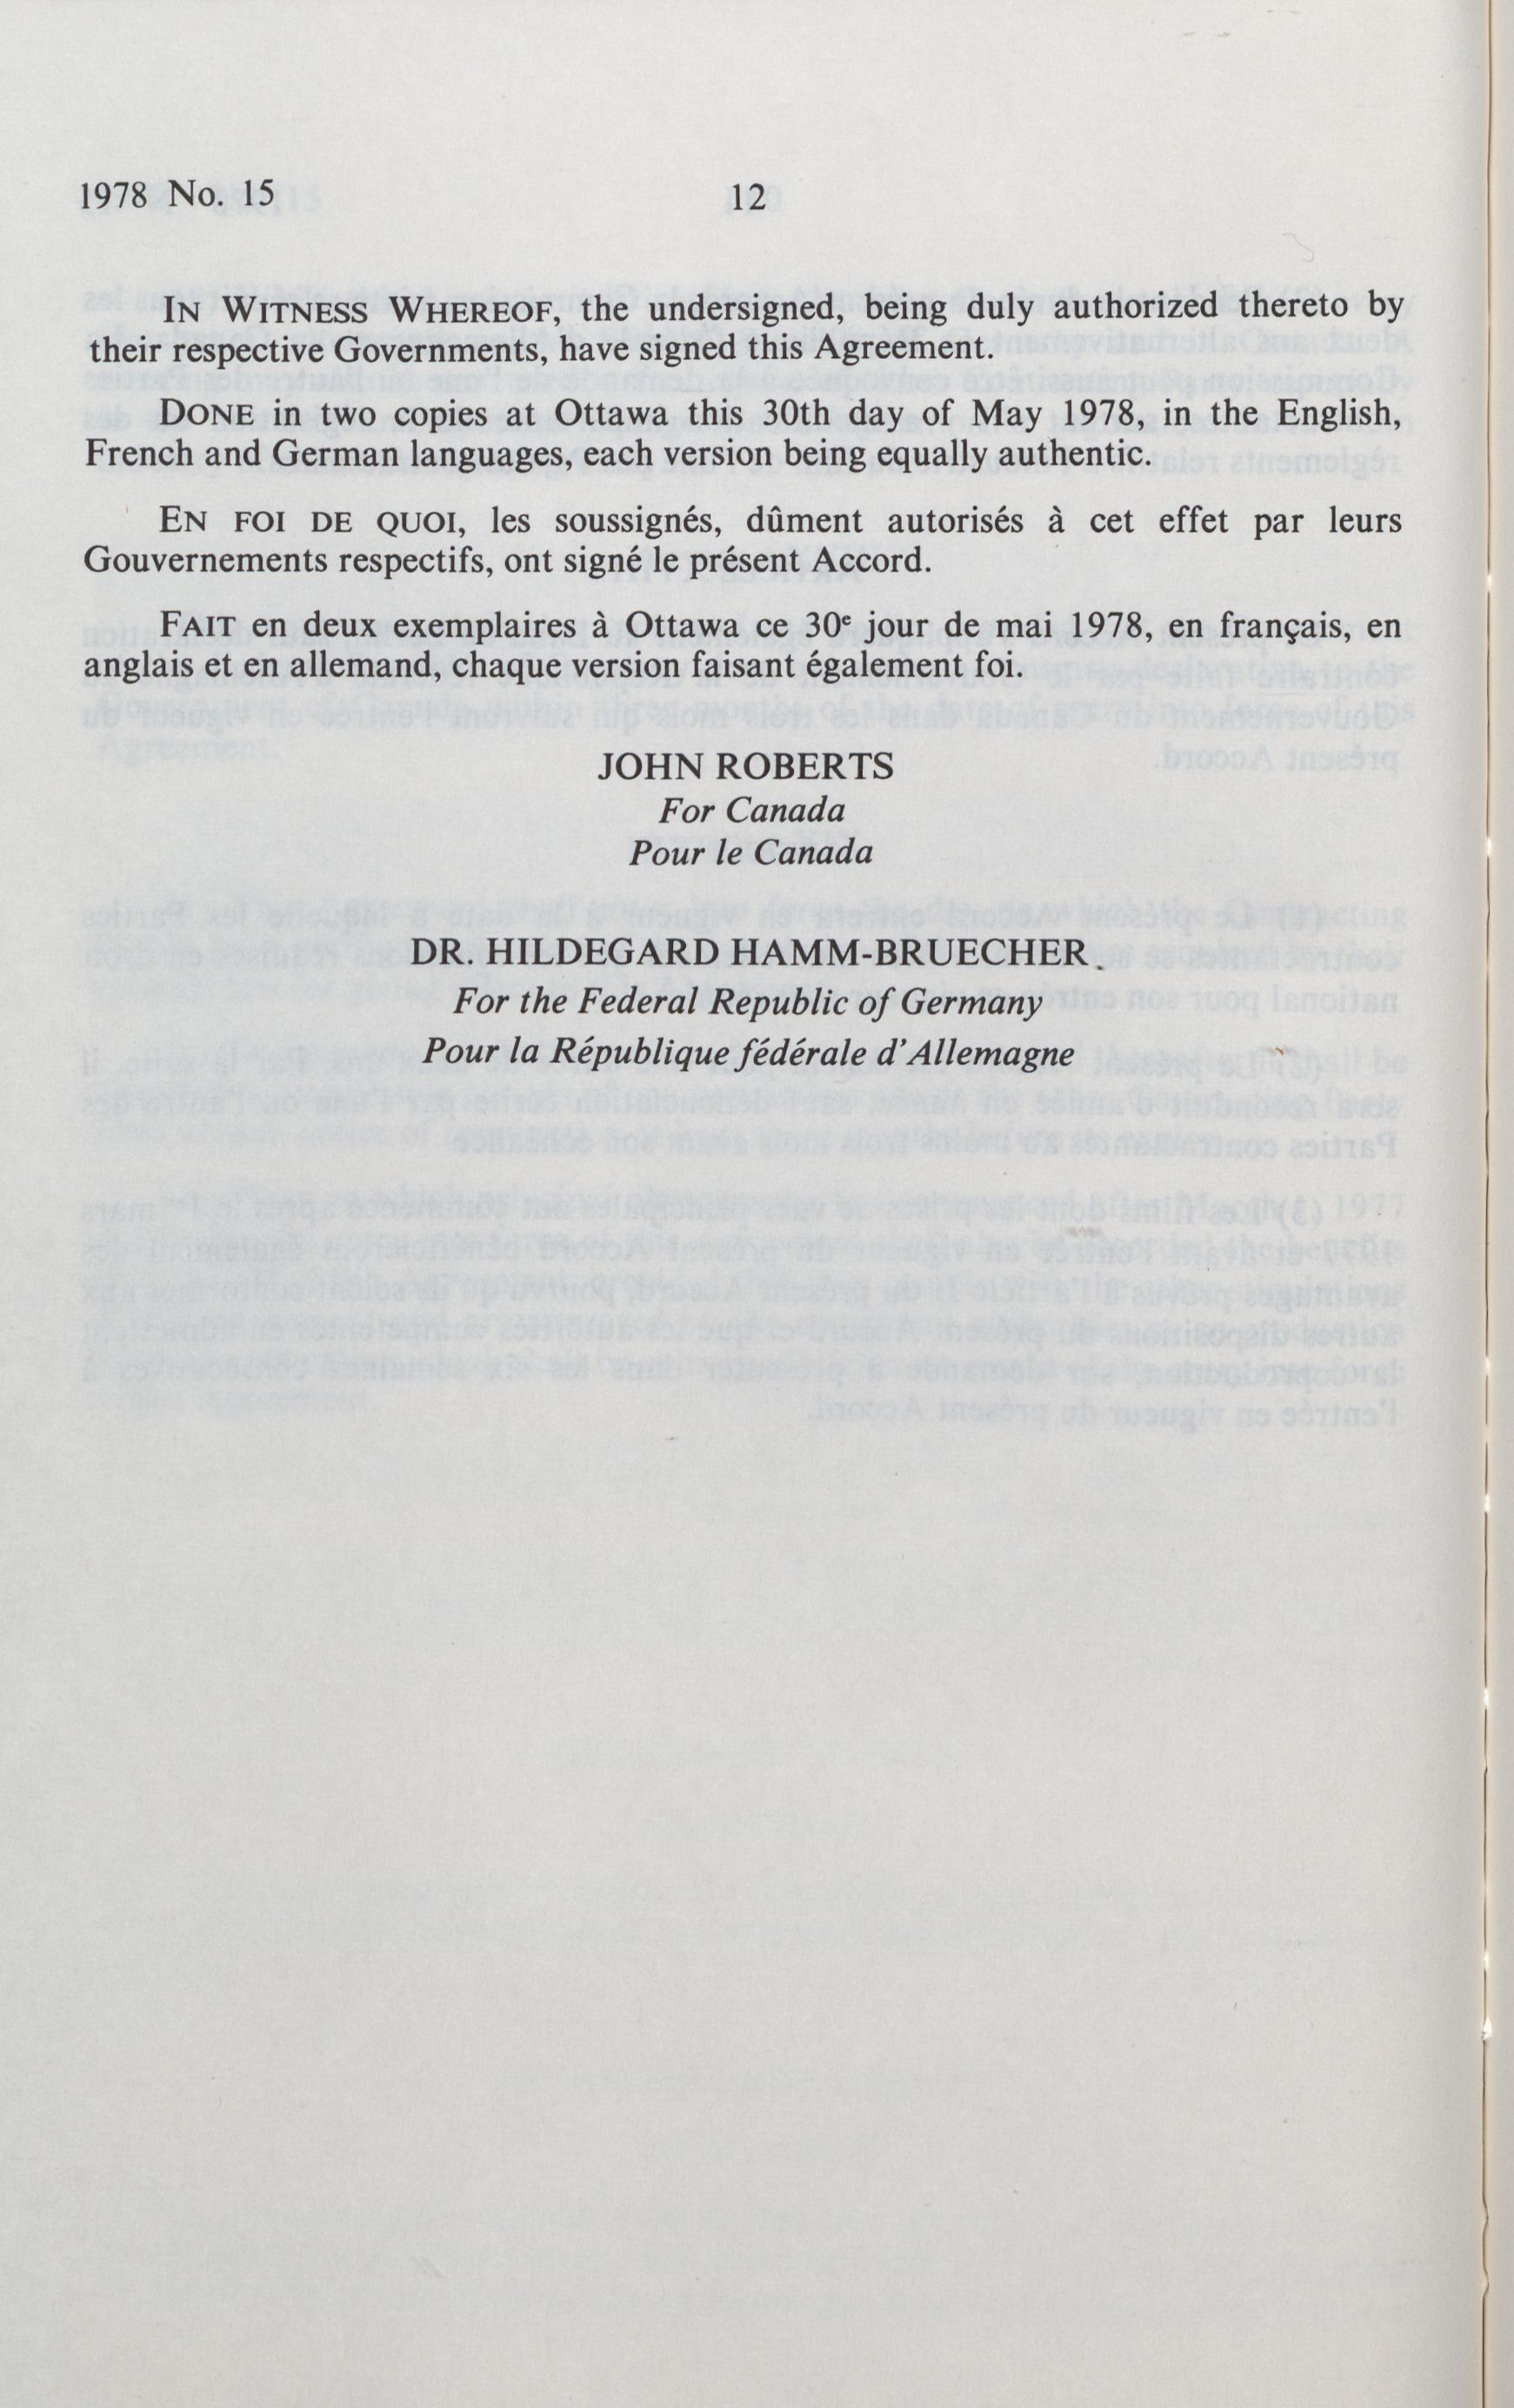 1978 No. 15
12
IN WITNESS WHEREOF, the undersigned, being duly authorized thereto by
their respective Governments, have signed this Agreement.
DONE in two copies at Ottawa this 30th day of May 1978, in the English,
French and German languages, each version being equally authentic.
EN FOI DE QUOI, les soussignés, dûment autorisés à cet effet par leurs
Gouvernements respectifs, ont signé le présent Accord.
FAIT en deux exemplaires à Ottawa ce 30e jour de mai 1978, en français, en
anglais et en allemand, chaque version faisant également foi.
JOHN ROBERTS
For Canada
Pour le Canada
DR. HILDEGARD HAMM-BRUECHER.
For the Federal Republic of Germany
Pour la République fédérale d'Allemagne